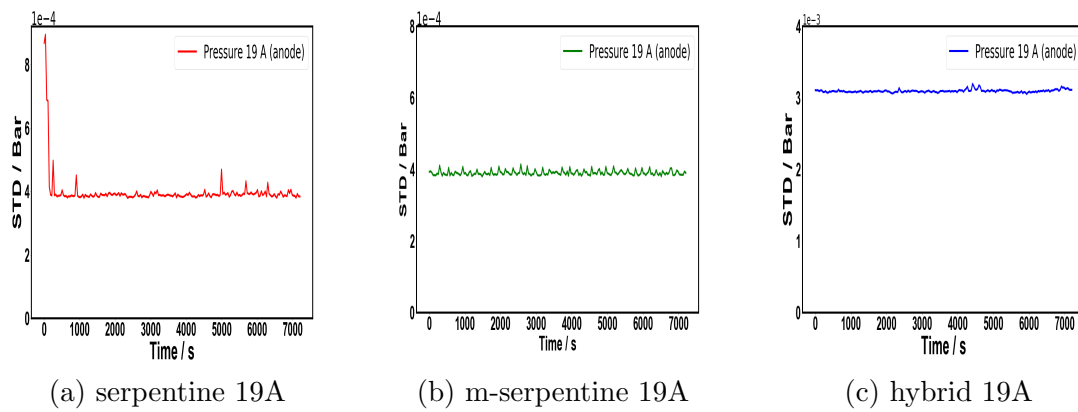 1e−4
Pressure 19 A (anode)
STD / Bar
8
6
4
2
0
0 1000 2000 3000 4000 5000 6000 7000
Time / s
(a) serpentine 19A
1e−4
Pressure 19 A (anode)
STD / Bar
8
6
4
2
0
0 1000 2000 3000 4000 5000 6000 7000
Time / s
(b) m-serpentine 19A
1e−3
Pressure 19 A (anode)
STD / Bar
4
3
2
1
0
0 1000 2000 3000 4000 5000 6000 7000
Time / s
(c) hybrid 19A